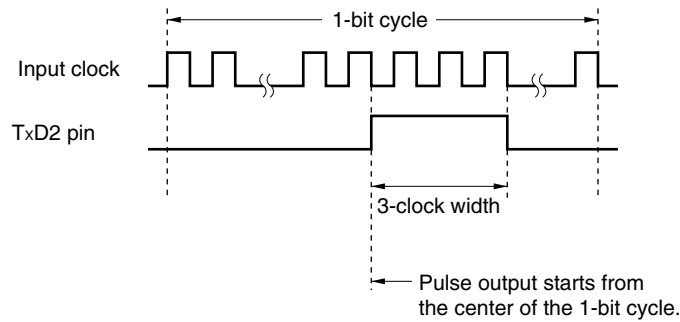 1-bit cycle
Input clock
TxD2 pin
3-clock width
Pulse output starts from
the center of the 1-bit cycle.